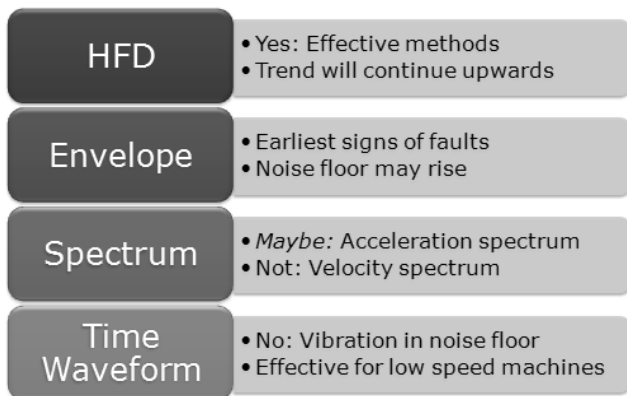 HFD
• Yes: Effective methods
• Trend will continue upwards
Envelope
• Earliest signs of faults
• Noise floor may rise
Spectrum
• Maybe: Acceleration spectrum
• Not: Velocity spectrum
Time
Waveform
• No: Vibration in noise floor
• Effective for low speed machines